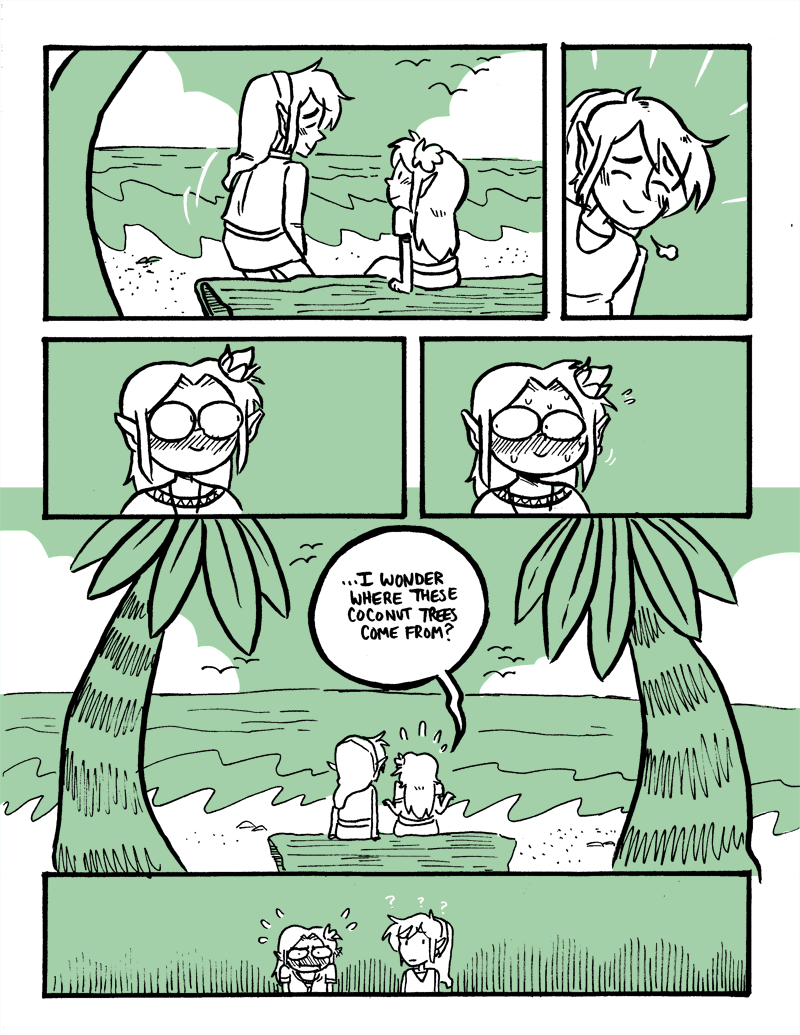 ...I WONDER
WHERE THESE
COCONUT TREES
COME FROM?
? ? ?